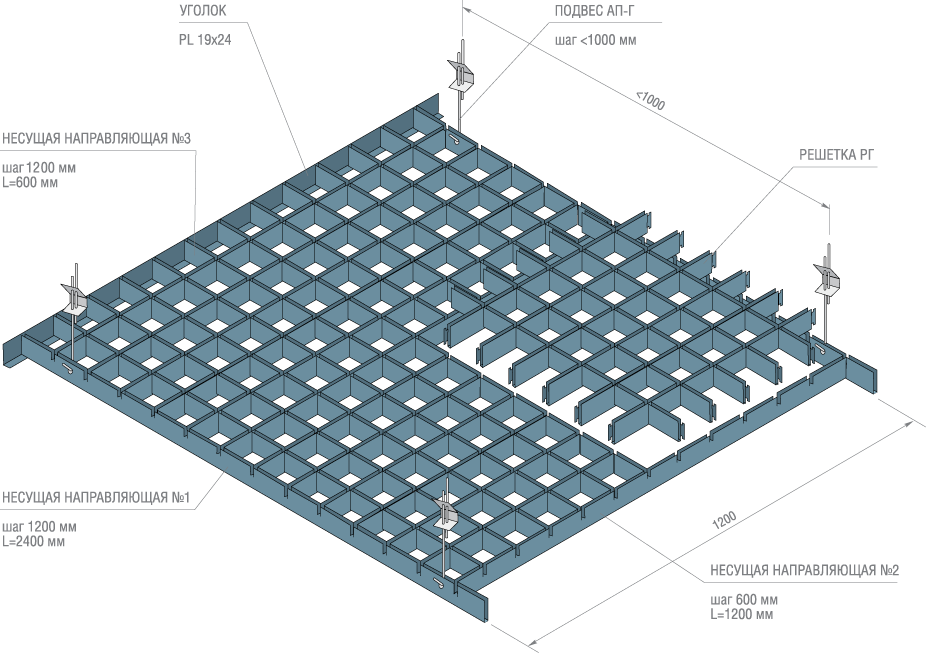 УГОЛОК
PL 19x24
ПОДВЕС АП-Г
шаг <1000 мм
<1000
НЕСУЩАЯ НАПРАВЛЯЮЩАЯ №3
шаг 1200 мм
L=600 мм
РЕШЕТКА РГ
НЕСУЩАЯ НАПРАВЛЯЮЩАЯ №1
шаг 1200 мм
L=2400 мм
1200
НЕСУЩАЯ НАПРАВЛЯЮЩАЯ №2
шаг 600 мм
L=1200 мм